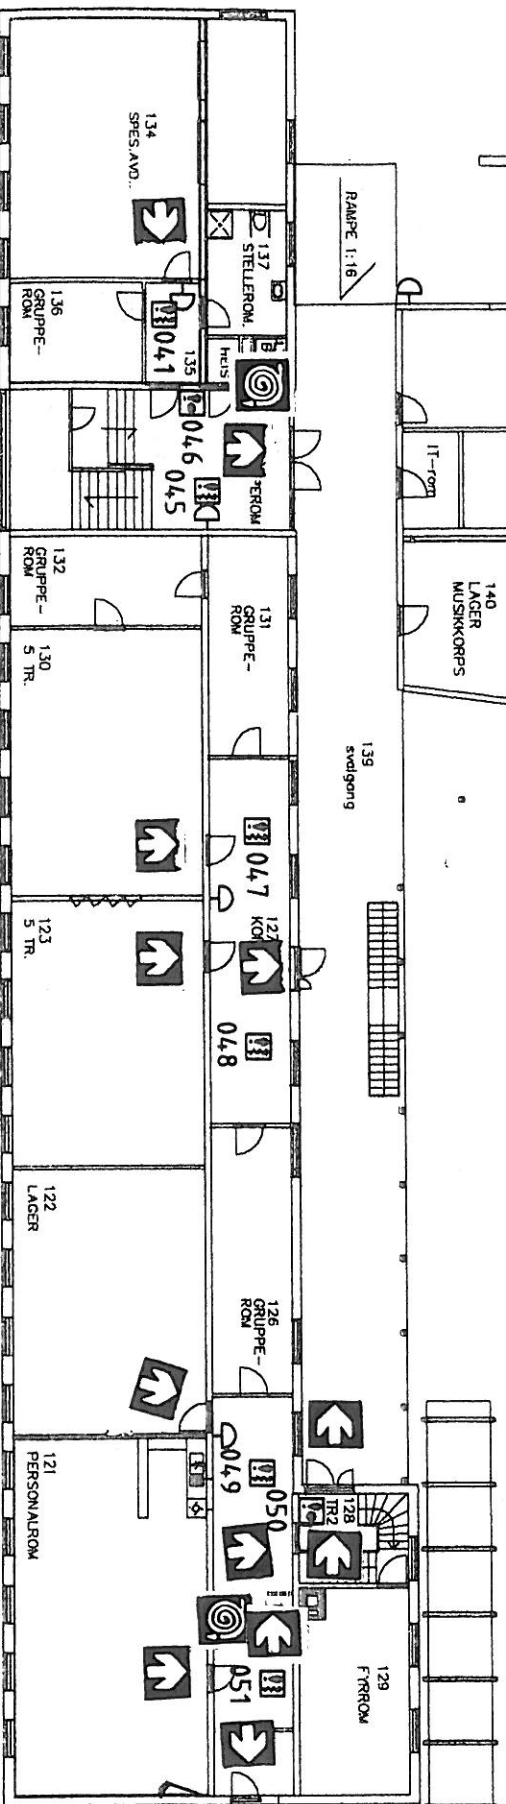 134
SPES.AVD..
136
GRUPPE-
ROM
137
STELLEROM.
135
041
HEIS
RAMPE 1:16
IT-rom
140
LAGER
MUSIKKORPS
046
045
132
GRUPPE-
ROM
131
GRUPPE-
ROM
130
5 TR.
139
svalgang
047
048
123
5 TR.
122
LAGER
126
GRUPPE-
ROM
121
PERSONALROM
049
050
128
TR2
051
129
FYRROM